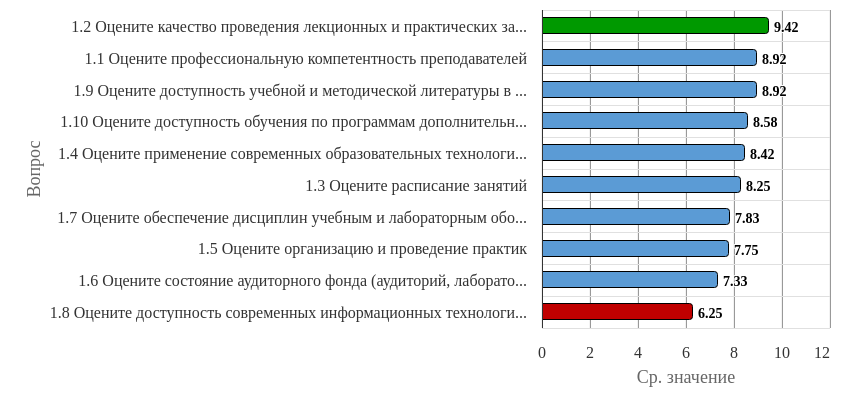 1.2 Оцените качество проведения лекционных и практических за... 9.42
1.1 Оцените профессиональную компетентность преподавателей 8.92
1.9 Оцените доступность учебной и методической литературы в ... 8.92
1.10 Оцените доступность обучения по программам дополнительн... 8.58
1.4 Оцените применение современных образовательных технологи... 8.42
1.3 Оцените расписание занятий 8.25
1.7 Оцените обеспечение дисциплин учебным и лабораторным обо... 7.83
1.5 Оцените организацию и проведение практик 7.75
1.6 Оцените состояние аудиторного фонда (аудиторий, лаборато... 7.33
1.8 Оцените доступность современных информационных технологи... 6.25
Вопрос
0 2 4 6 8 10 12
Ср. значение